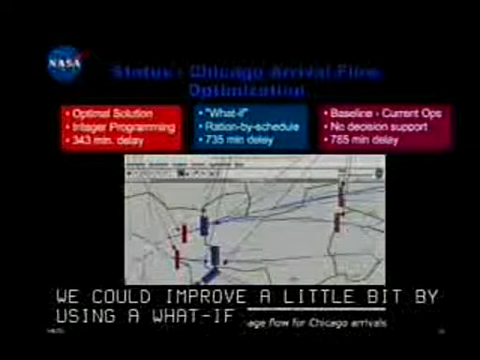 NASA
Status - Chicago Arrival Flow
Optimization
• Optimal Solution
• Integer Programming
• 343 min. delay
• "What-if"
• Ration-by-schedule
• 735 min delay
• Baseline - Current Ops
• No decision support
• 785 min delay
WE COULD IMPROVE A LITTLE BIT BY
USING A WHAT-IF
age flow for Chicago arrivals